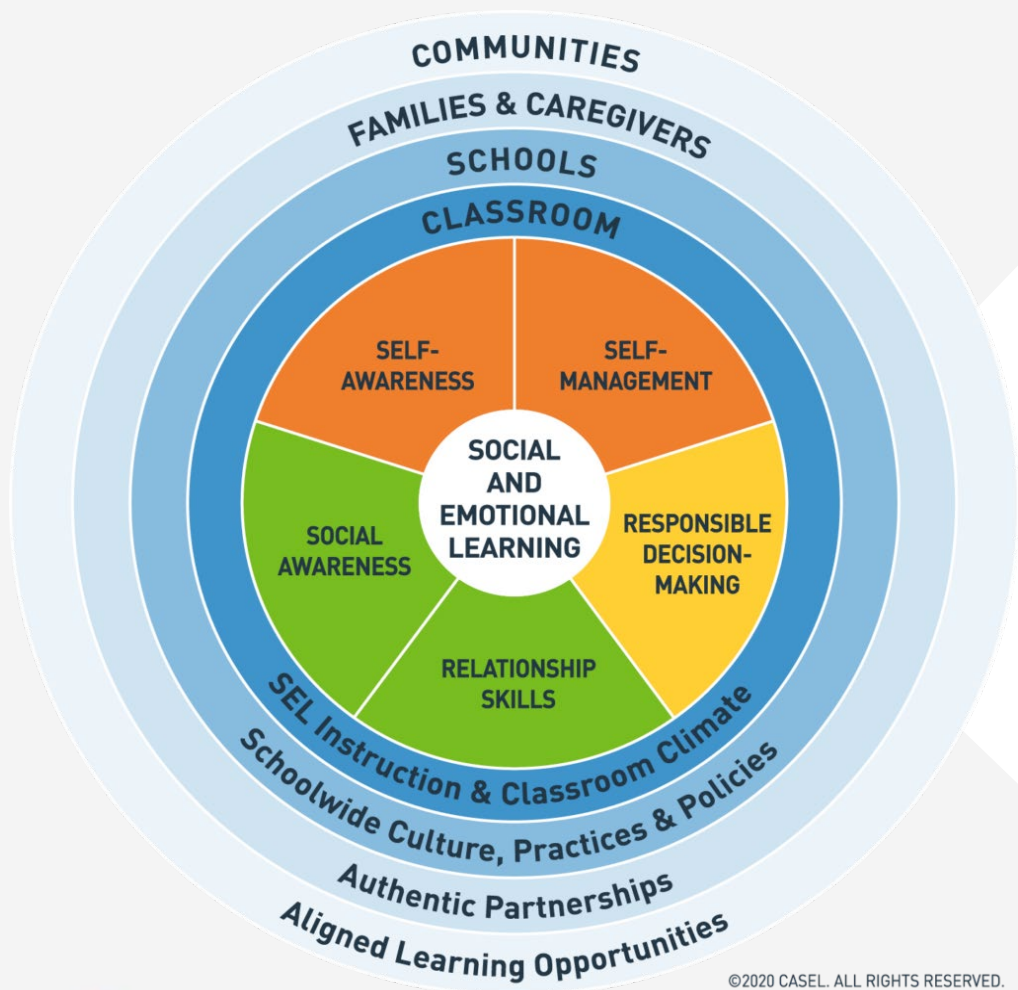 COMMUNITIES
FAMILIES & CAREGIVERS
SCHOOLS
CLASSROOM
SELF-
AWARENESS
SELF-
MANAGEMENT
SOCIAL
AND
EMOTIONAL
LEARNING
SOCIAL
AWARENESS
RESPONSIBLE
DECISION-
MAKING
RELATIONSHIP
SKILLS
SEL Instruction & Classroom Climate
Schoolwide Culture, Practices & Policies
Authentic Partnerships
Aligned Learning Opportunities
©2020 CASEL. ALL RIGHTS RESERVED.